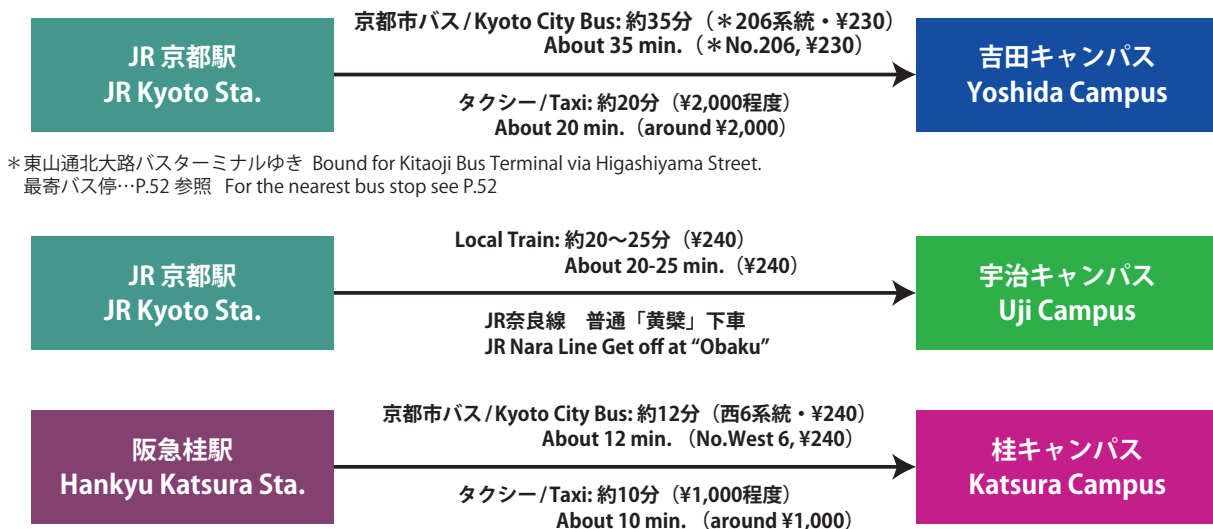 JR 京都駅
JR Kyoto Sta.
京都市バス/Kyoto City Bus: 約35分（＊206系統・¥230）
About 35 min.（＊No.206, ¥230）
タクシー/Taxi: 約20分（¥2,000程度）
About 20 min.（around ¥2,000）
吉田キャンパス
Yoshida Campus
＊東山通北大路バスターミナルゆき Bound for Kitaoji Bus Terminal via Higashiyama Street.
最寄バス停…P.52 参照 For the nearest bus stop see P.52
JR 京都駅
JR Kyoto Sta.
Local Train: 約20〜25分（¥240）
About 20-25 min.（¥240）
JR奈良線　普通「黄檗」下車
JR Nara Line Get off at “Obaku”
宇治キャンパス
Uji Campus
阪急桂駅
Hankyu Katsura Sta.
京都市バス/Kyoto City Bus: 約12分（西6系統・¥240）
About 12 min. （No.West 6, ¥240）
タクシー/Taxi: 約10分（¥1,000程度）
About 10 min. （around ¥1,000）
桂キャンパス
Katsura Campus